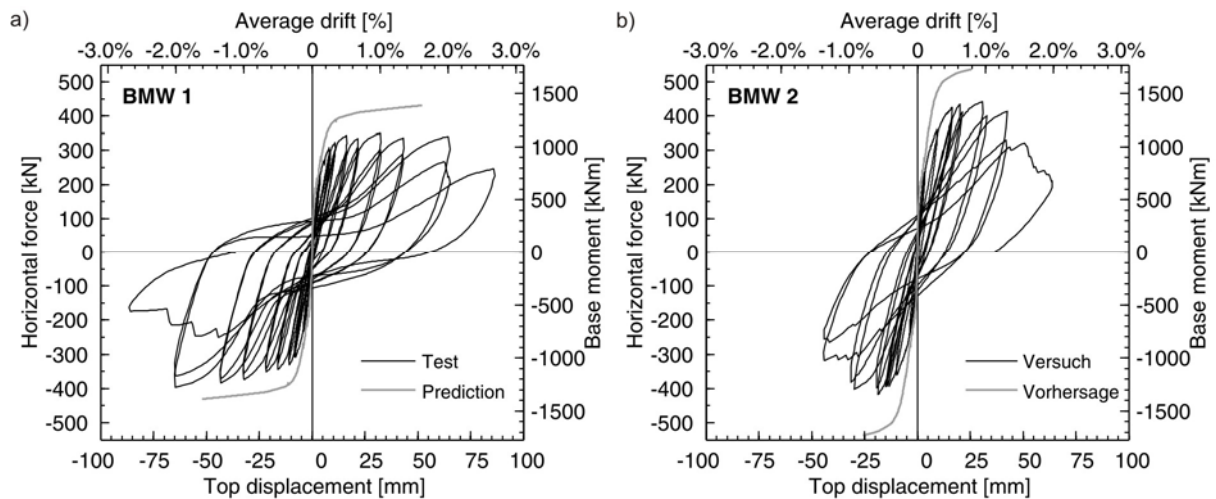 a)
Average drift [%]
-3.0% -2.0% -1.0% 0 1.0% 2.0% 3.0%
BMW 1
Horizontal force [kN]
500
400
300
200
100
0
-100
-200
-300
-400
-500
1500
1000
500
0
-500
-1000
-1500
Base moment [kNm]
Test
Prediction
-100 -75 -50 -25 0 25 50 75 100
Top displacement [mm]
b)
Average drift [%]
-3.0% -2.0% -1.0% 0 1.0% 2.0% 3.0%
BMW 2
Horizontal force [kN]
500
400
300
200
100
0
-100
-200
-300
-400
-500
1500
1000
500
0
-500
-1000
-1500
Base moment [kNm]
Versuch
Vorhersage
-100 -75 -50 -25 0 25 50 75 100
Top displacement [mm]